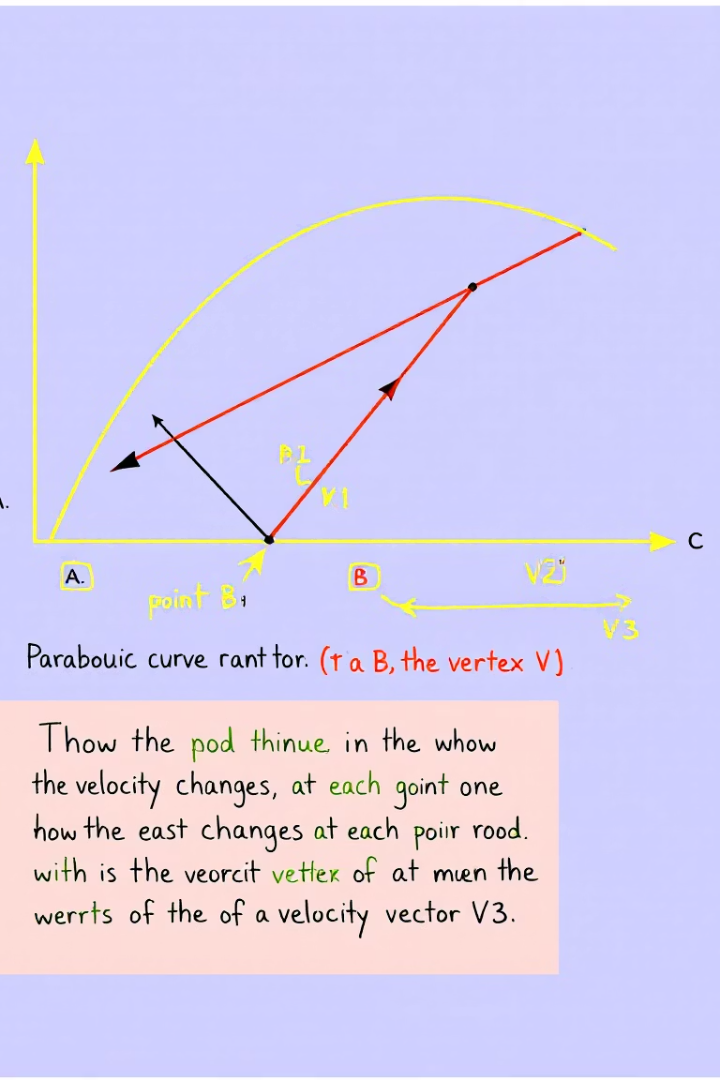 C
A.
B
V2
point B
V1
V3
Parabouic curve rant tor. (τ a B, the vertex V)
Thow the pod thinue in the whow
the velocity changes, at each goint one
how the east changes at each poiir rood.
with is the veorcit vettex of at muen the
werrts of the of a velocity vector V3.